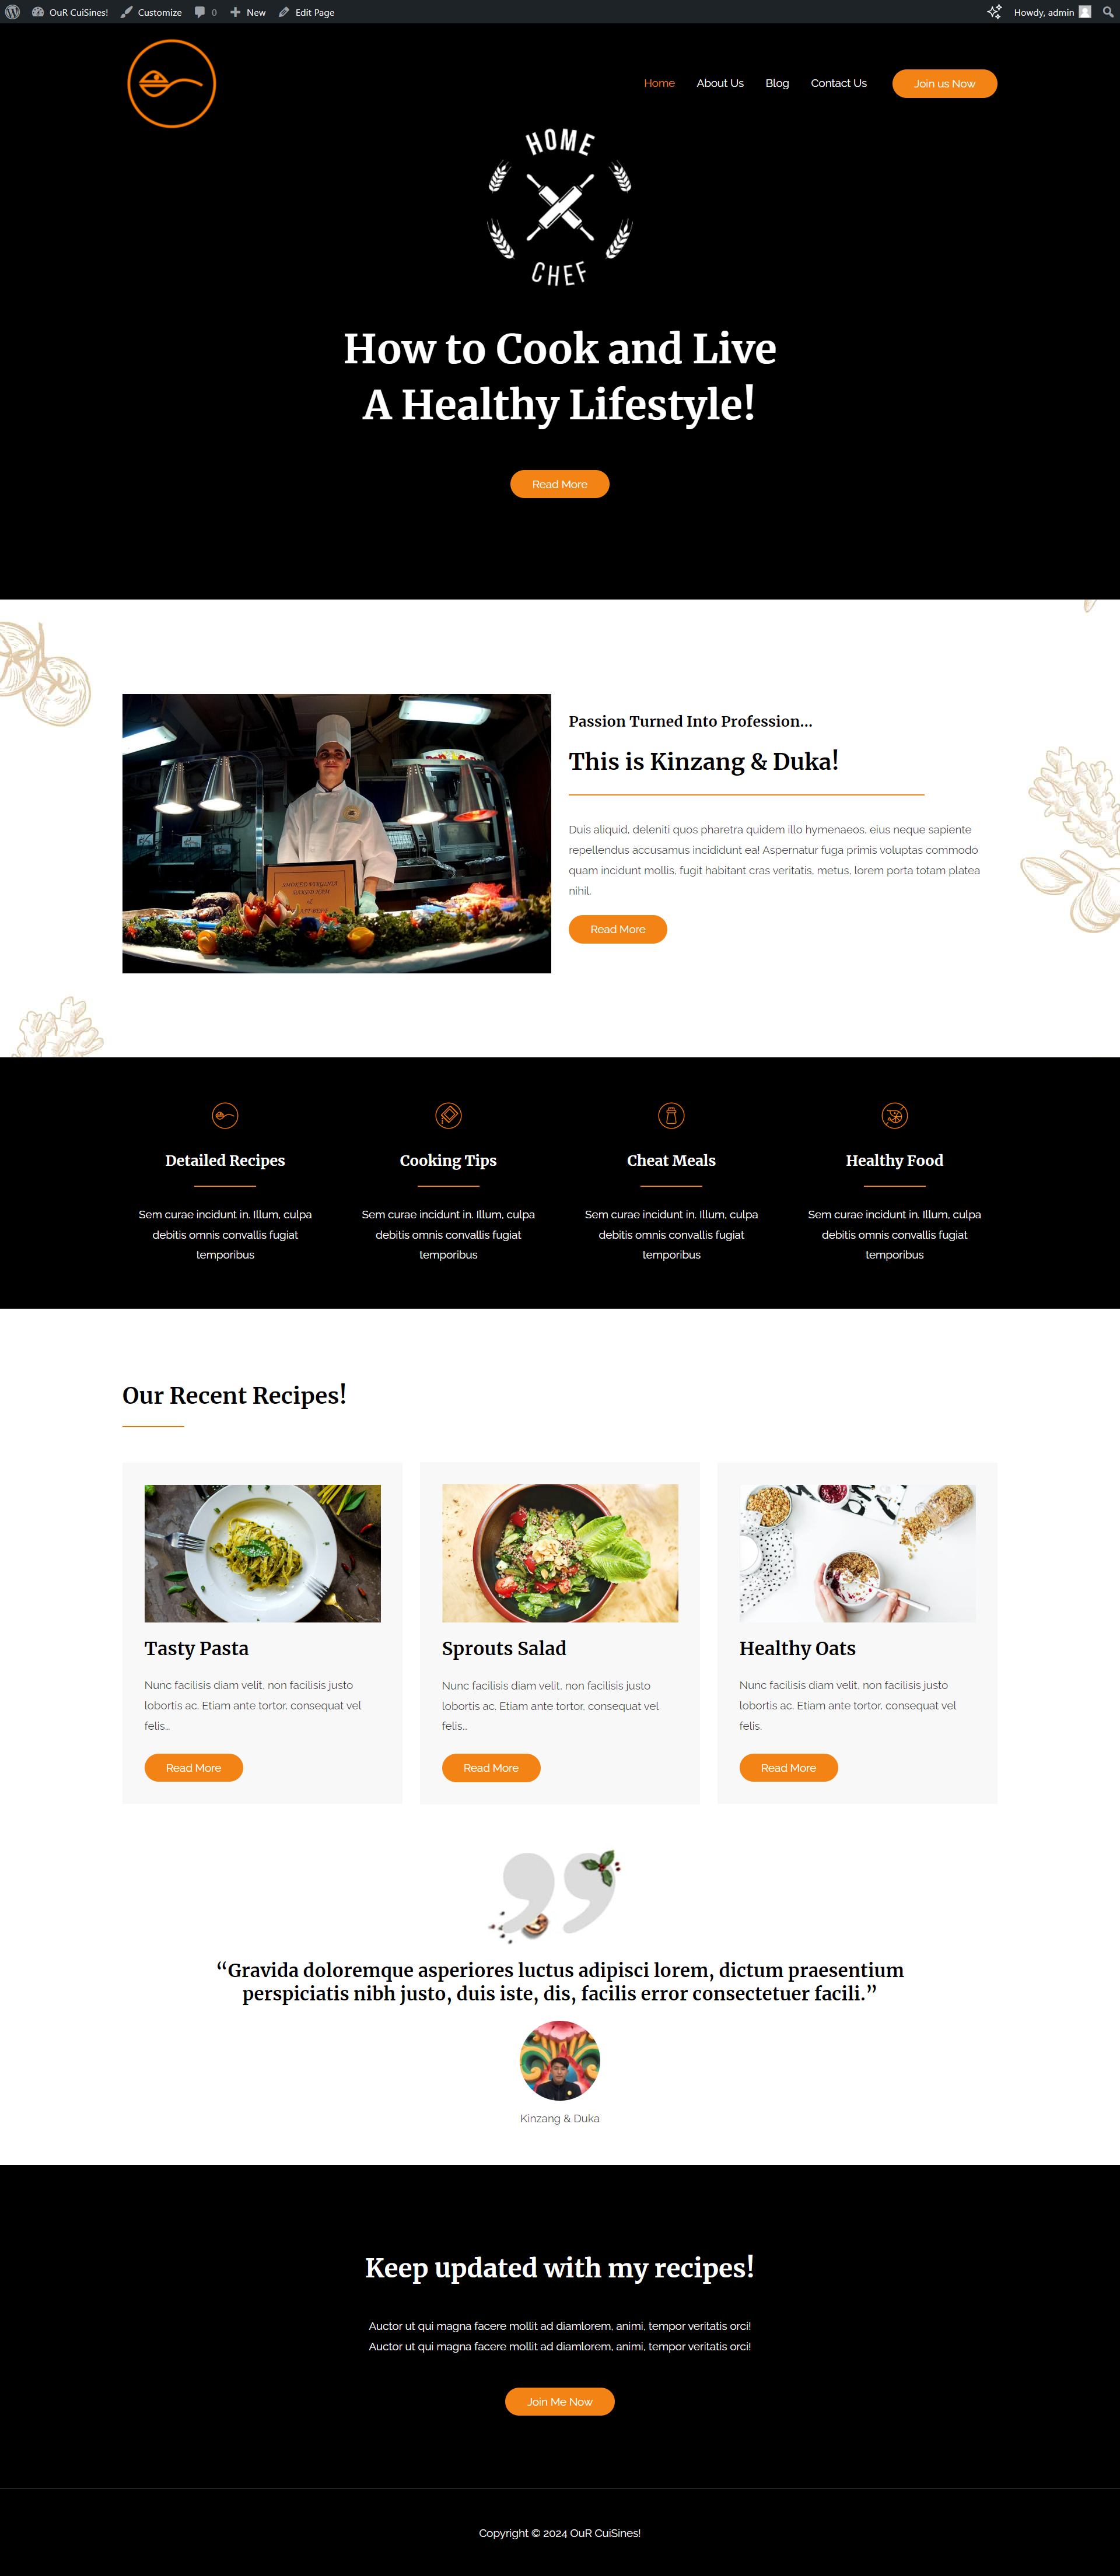 OuR CuiSines! Customize 0 New Edit Page Howdy, admin
Home About Us Blog Contact Us Join us Now
HOME
CHEF
How to Cook and Live
A Healthy Lifestyle!
Read More
Passion Turned Into Profession...
This is Kinzang & Duka!
Duis aliquid, deleniti quos pharetra quidem illo hymenaeos, eius neque sapiente
repellendus accusamus incididunt ea! Aspernatur fuga primis voluptas commodo
quam incidunt mollis, fugit habitant cras veritatis, metus, lorem porta totam platea
nihil.
Read More
SMOKED VIRGINIA
BAKED HAM
&
Detailed Recipes
Sem curae incidunt in. Illum, culpa
debitis omnis convallis fugiat
temporibus
Cooking Tips
Sem curae incidunt in. Illum, culpa
debitis omnis convallis fugiat
temporibus
Cheat Meals
Sem curae incidunt in. Illum, culpa
debitis omnis convallis fugiat
temporibus
Healthy Food
Sem curae incidunt in. Illum, culpa
debitis omnis convallis fugiat
temporibus
Our Recent Recipes!
Tasty Pasta
Nunc facilisis diam velit, non facilisis justo
lobortis ac. Etiam ante tortor, consequat vel
felis...
Read More
Sprouts Salad
Nunc facilisis diam velit, non facilisis justo
lobortis ac. Etiam ante tortor, consequat vel
felis...
Read More
Healthy Oats
Nunc facilisis diam velit, non facilisis justo
lobortis ac. Etiam ante tortor, consequat vel
felis.
Read More
“Gravida doloremque asperiores luctus adipisci lorem, dictum praesentium
perspiciatis nibh justo, duis iste, dis, facilis error consectetuer facili.”
Kinzang & Duka
Keep updated with my recipes!
Auctor ut qui magna facere mollit ad diamlorem, animi, tempor veritatis orci!
Auctor ut qui magna facere mollit ad diamlorem, animi, tempor veritatis orci!
Join Me Now
Copyright © 2024 OuR CuiSines!